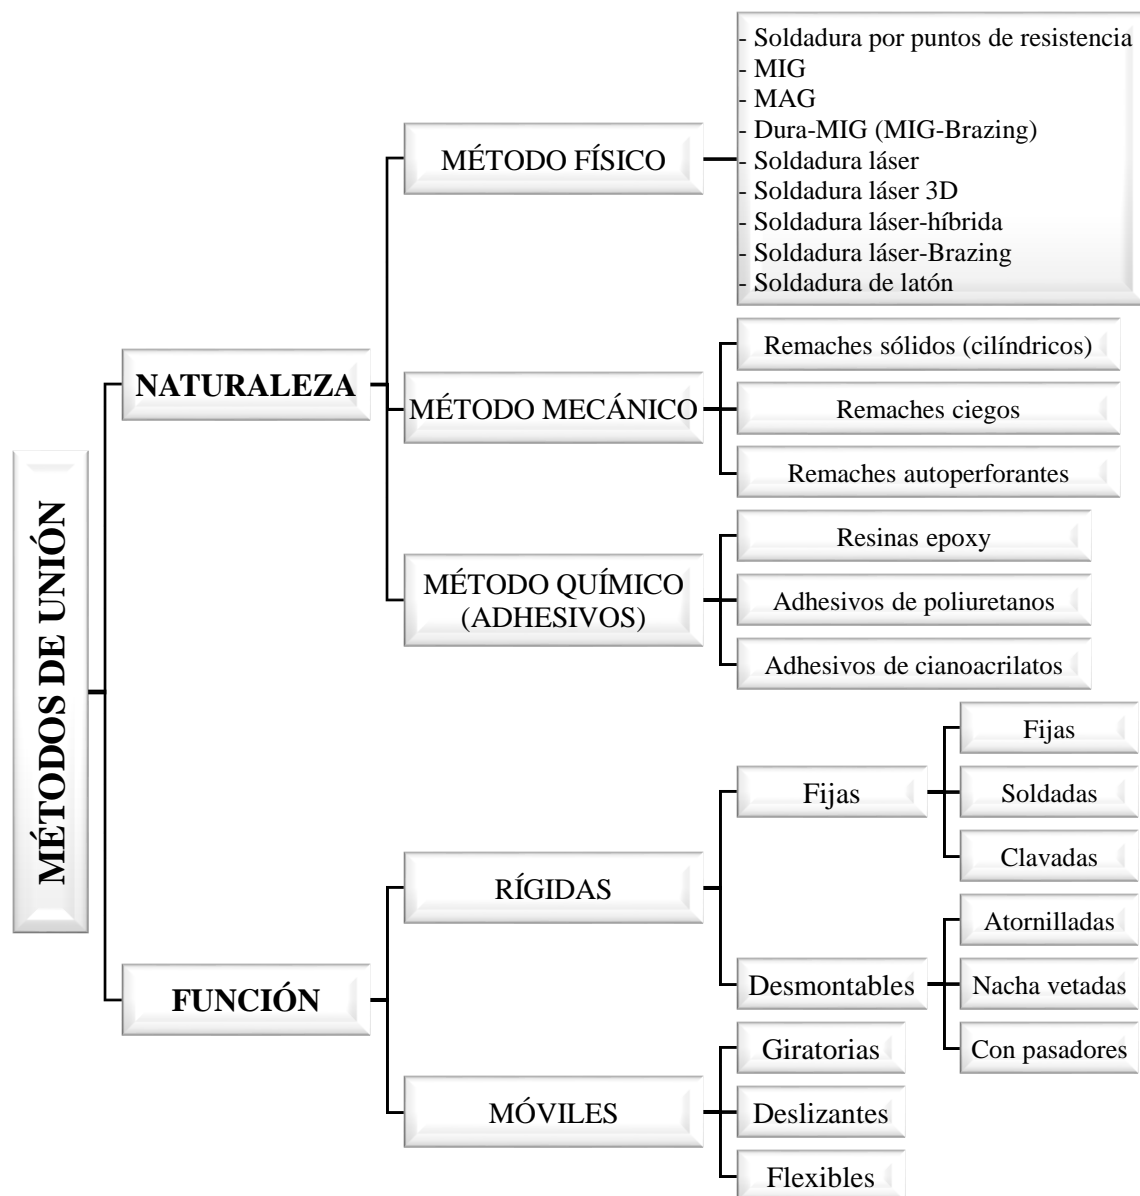 MÉTODOS DE UNIÓN
NATURALEZA
MÉTODO FÍSICO
- Soldadura por puntos de resistencia
- MIG
- MAG
- Dura-MIG (MIG-Brazing)
- Soldadura láser
- Soldadura láser 3D
- Soldadura láser-híbrida
- Soldadura láser-Brazing
- Soldadura de latón
MÉTODO MECÁNICO
Remaches sólidos (cilíndricos)
Remaches ciegos
Remaches autoperforantes
MÉTODO QUÍMICO
(ADHESIVOS)
Resinas epoxy
Adhesivos de poliuretanos
Adhesivos de cianoacrilatos
FUNCIÓN
RÍGIDAS
Fijas
Fijas
Soldadas
Clavadas
Desmontables
Atornilladas
Nacha vetadas
Con pasadores
MÓVILES
Giratorias
Deslizantes
Flexibles